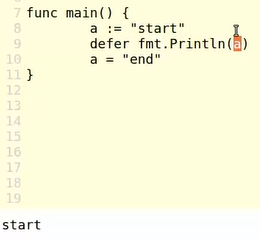 7 func main() {
8         a := "start"
9         defer fmt.Println(a)
10         a = "end"
11 }
12
13
14
15
16
17
18
19
start